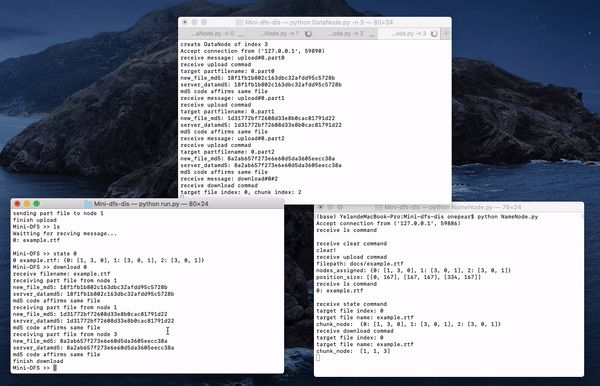 Mini-dfs-dis — python DataNode.py -n 3 — 80×24
...aNode.py -n 0
...Node.py -n 1
...ode.py -n 2
...ode.py -n 3
create DataNode of index 3
Accept connection from ('127.0.0.1', 59890)
receive message: upload#0.part0
receive upload commad
target partfilename: 0.part0
new_file_md5: 18f1fb1b802c3dbc32afdd95c5728b
server_datamd5: 18f1fb1b802c3dbc32afdd95c5728b
md5 code affirms same file
receive message: upload#0.part1
receive upload commad
target partfilename: 0.part1
new_file_md5: 1d31772f72608d33e8b0cac81791d22
server_datamd5: 1d31772f72608d33e8b0cac81791d22
md5 code affirms same file
receive message: upload#0.part2
receive upload commad
target partfilename: 0.part2
new_file_md5: 8a2ab657f273e6e60d5da3605eecc38a
server_datamd5: 8a2ab657f273e6e60d5da3605eecc38a
md5 code affirms same file
receive message: download#0#2
receive download commad
target file index: 0, chunk index: 2
Mini-dfs-dis — python run.py — 80×24
sending part file to node 1
finish upload
Mini-DFS >> ls
Waitting for recving message...
0: example.rtf
Mini-DFS >> state 0
0 example.rtf: {0: [1, 3, 0], 1: [3, 0, 1], 2: [3, 0, 1]}
Mini-DFS >> download 0
receive filename: example.rtf
receiving part file from node 1
new_file_md5: 18f1fb1b802c3dbc32afdd95c5728b
server_datamd5: 18f1fb1b802c3dbc32afdd95c5728b
md5 code affirms same file
receiving part file from node 1
new_file_md5: 1d31772f72608d33e8b0cac81791d22
server_datamd5: 1d31772f72608d33e8b0cac81791d22
md5 code affirms same file
receiving part file from node 3
new_file_md5: 8a2ab657f273e6e60d5da3605eecc38a
server_datamd5: 8a2ab657f273e6e60d5da3605eecc38a
md5 code affirms same file
finish download
Mini-DFS >>
Mini-dfs-dis — python NameNode.py — 79×24
(base) YelandeMacBook-Pro:Mini-dfs-dis onepear$ python NameNode.py
Accept connection from ('127.0.0.1', 59886)
receive ls command
receive clear command
clear!
receive upload commad
filepath: docs/example.rtf
nodes_assigned: {0: [1, 3, 0], 1: [3, 0, 1], 2: [3, 0, 1]}
position_size: [[0, 167], [167, 167], [334, 167]]
receive ls command
0: example.rtf
receive state command
target file index: 0
target file name: example.rtf
chunk_node: {0: [1, 3, 0], 1: [3, 0, 1], 2: [3, 0, 1]}
receive download command
target file index: 0
target file name: example.rtf
chunk_node: [1, 1, 3]